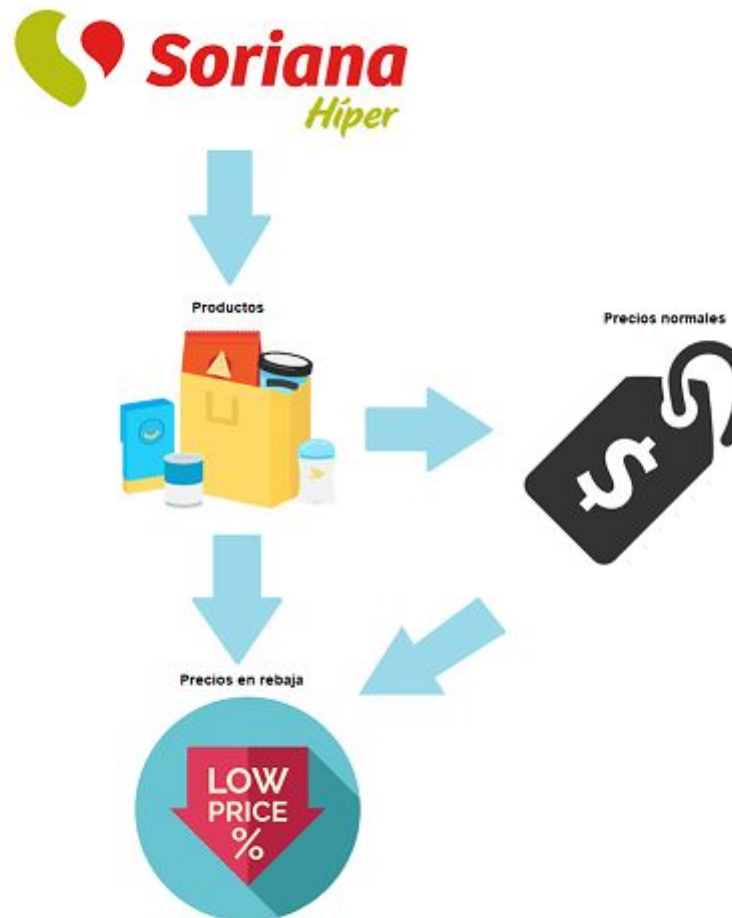 Soriana
Híper
Productos
Precios normales
$
Precios en rebaja
LOW
PRICE
%